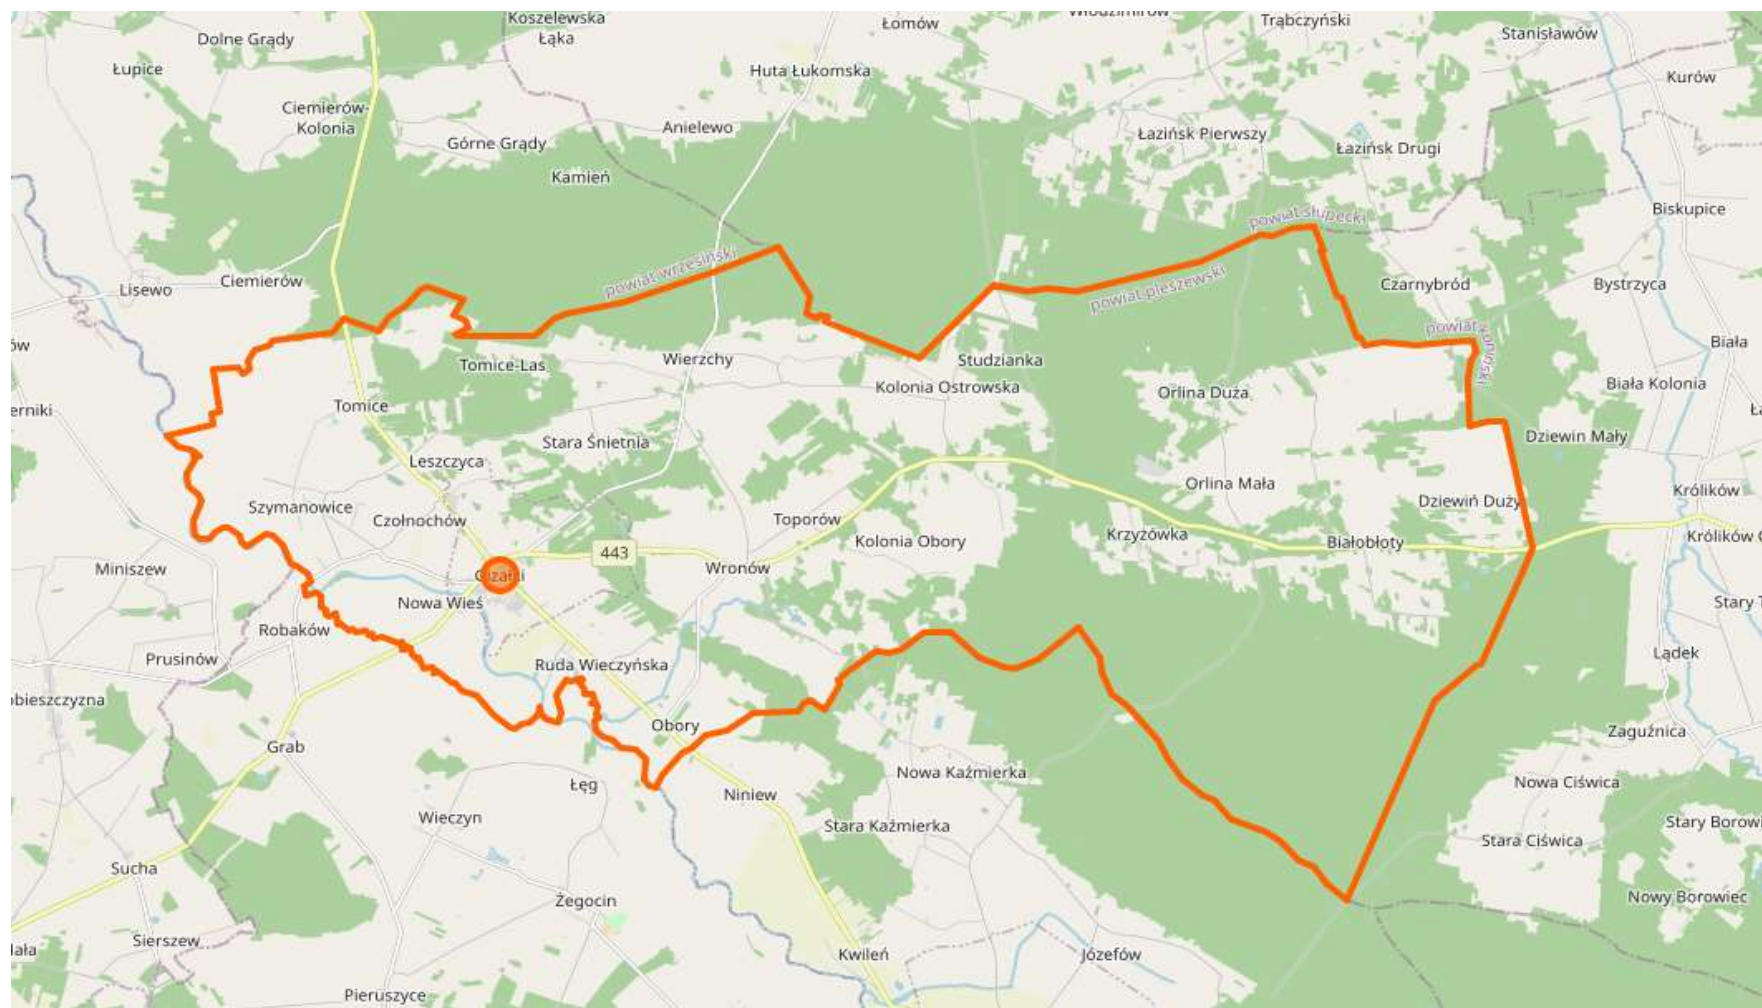 Koszelewska
Łąka
Łomów
Trąbczyński
Stanisławów
Dolne Grądy
Łupice
Huta Łukomska
Kurów
Ciemierów-
Kolonia
Anielewo
Górne Grądy
Łazińsk Pierwszy
Łazińsk Drugi
Kamień
Biskupice
powiat słupecki
powiat wrzesiński
powiat pleszewski
Lisewo
Ciemierów
Czarnybród
Bystrzyca
powiat
Biała
Tomice-Las
Wierzchy
Studzianka
Kolonia Ostrowska
Orlina Duża
Biała Kolonia
Tomice
Stara Śnietnia
Dziewin Mały
Leszczyca
Orlina Mała
Królików
Szymanowice
Czołnochów
Toporów
Dziewiń Duży
Kolonia Obory
Krzyżówka
Białobłoty
Królików
443
Miniszew
Wronów
Nowa Wieś
Stary
Robaków
Prusinów
Ruda Wieczyńska
Lądek
Obory
Zaguźnica
Grab
Nowa Kaźmierka
Łęg
Niniew
Nowa Ciświca
Wieczyn
Stara Kaźmierka
Stary
Stara Ciświca
Sucha
Żegocin
Nowy Borowiec
Sierszew
Kwileń
Józefów
Pieruszyce